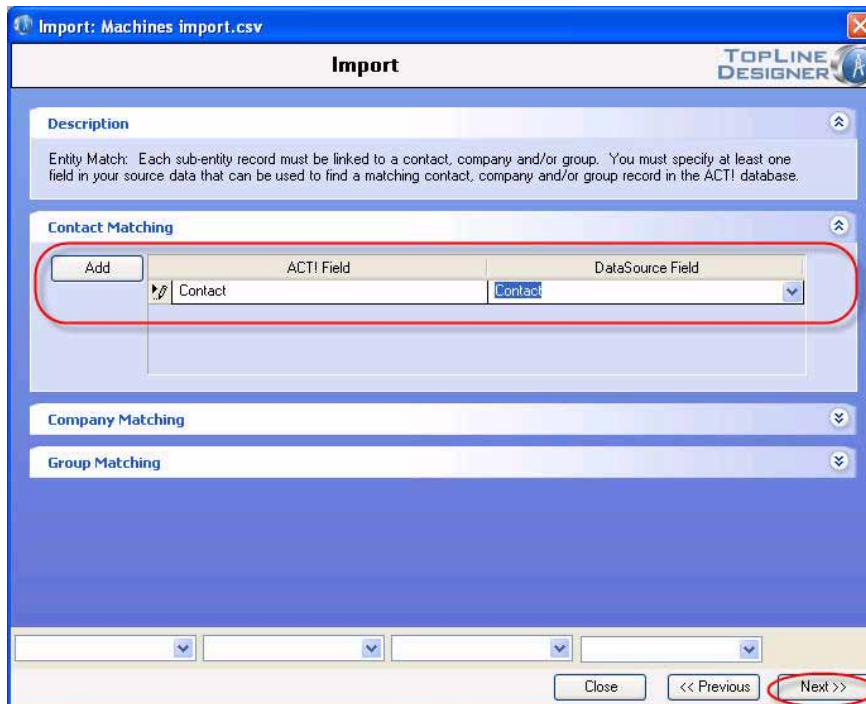 Import: Machines import.csv
Import
TOPLINE
DESIGNER
Description
Entity Match: Each sub-entity record must be linked to a contact, company and/or group. You must specify at least one
field in your source data that can be used to find a matching contact, company and/or group record in the ACT! database.
Contact Matching
Add
ACT! Field
DataSource Field
Contact
Contact
Company Matching
Group Matching
Close
<< Previous
Next >>